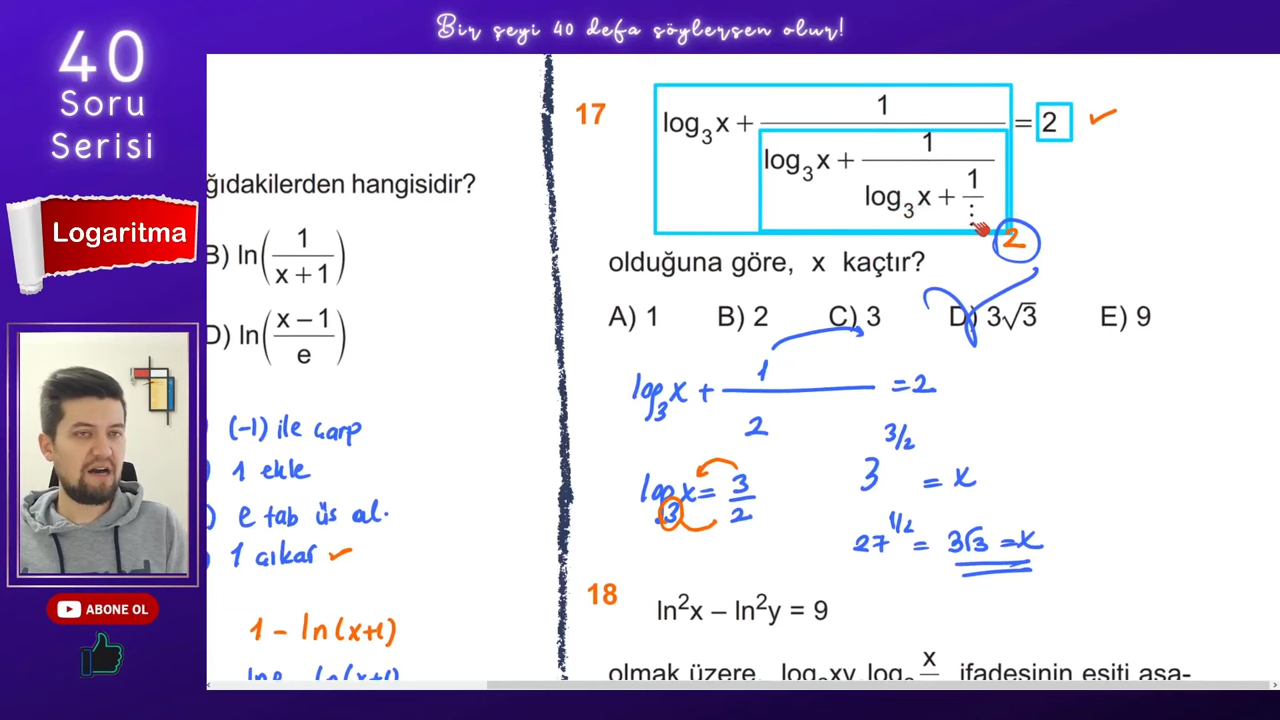 Bir şeyi 40 defa söylersen olur!
40
Soru
Serisi
Logaritma
ABONE OL
ğıdakilerden hangisidir?
B) ln(1/(x+1))
D) ln((x–1)/e)
(-1) ile çarp
1 ekle
e tab üs al.
1 çıkar ✓
1 - ln(x+1)
17
log₃x + 1/(log₃x + 1/(log₃x + 1/⋮)) = 2 ✓
2
olduğuna göre, x kaçtır?
A) 1 B) 2 C) 3 D) 3√3 E) 9
log₃x + 1/2 = 2
log₃x = 3/2
3^(3/2) = x
27^(1/2) = 3√3 = x
18
ln²x – ln²y = 9